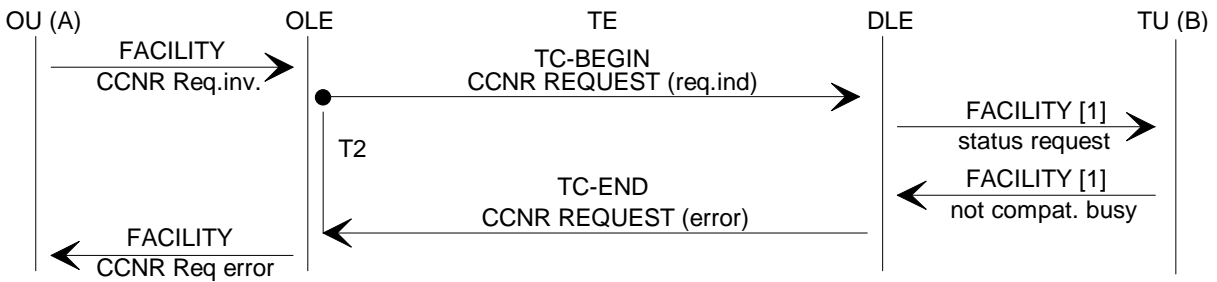 OU (A) OLE TE DLE TU (B)
FACILITY
CCNR Req.inv.
TC-BEGIN
CCNR REQUEST (req.ind)
FACILITY [1]
status request
T2
FACILITY [1]
not compat. busy
TC-END
CCNR REQUEST (error)
FACILITY
CCNR Req error